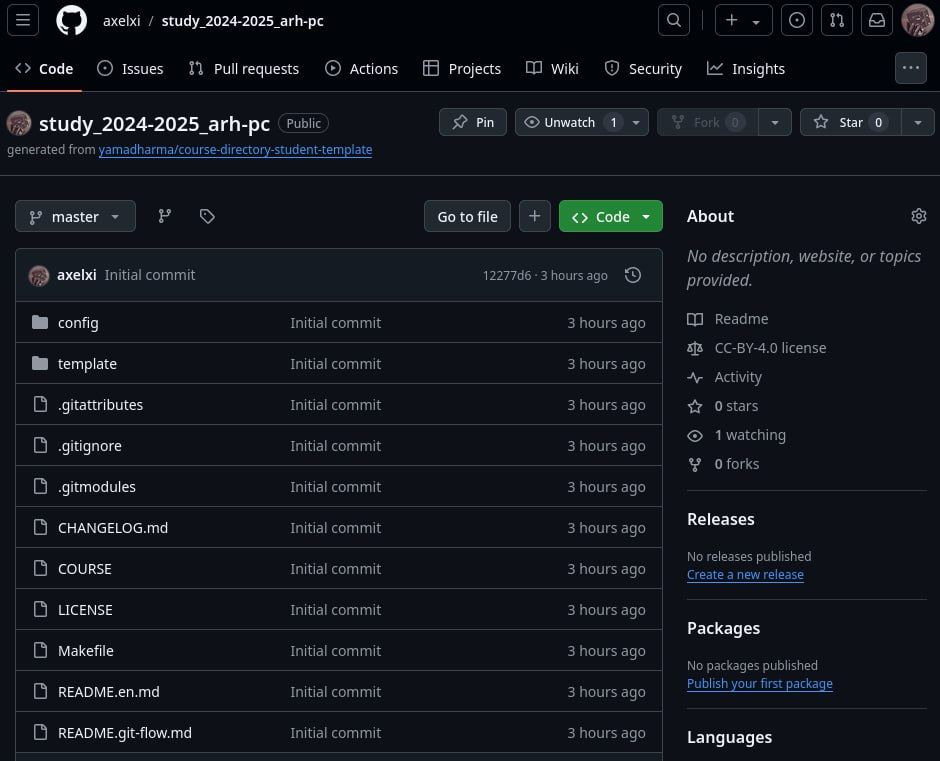 axelxi / study_2024-2025_arh-pc
Code Issues Pull requests Actions Projects Wiki Security Insights
study_2024-2025_arh-pc Public
Pin Unwatch 1 Fork 0 Star 0
generated from yamadharma/course-directory-student-template
master Go to file Code
axelxi Initial commit 12277d6 · 3 hours ago
config Initial commit 3 hours ago
template Initial commit 3 hours ago
.gitattributes Initial commit 3 hours ago
.gitignore Initial commit 3 hours ago
.gitmodules Initial commit 3 hours ago
CHANGELOG.md Initial commit 3 hours ago
COURSE Initial commit 3 hours ago
LICENSE Initial commit 3 hours ago
Makefile Initial commit 3 hours ago
README.en.md Initial commit 3 hours ago
README.git-flow.md Initial commit 3 hours ago
About
No description, website, or topics
provided.
Readme
CC-BY-4.0 license
Activity
0 stars
1 watching
0 forks
Releases
No releases published
Create a new release
Packages
No packages published
Publish your first package
Languages